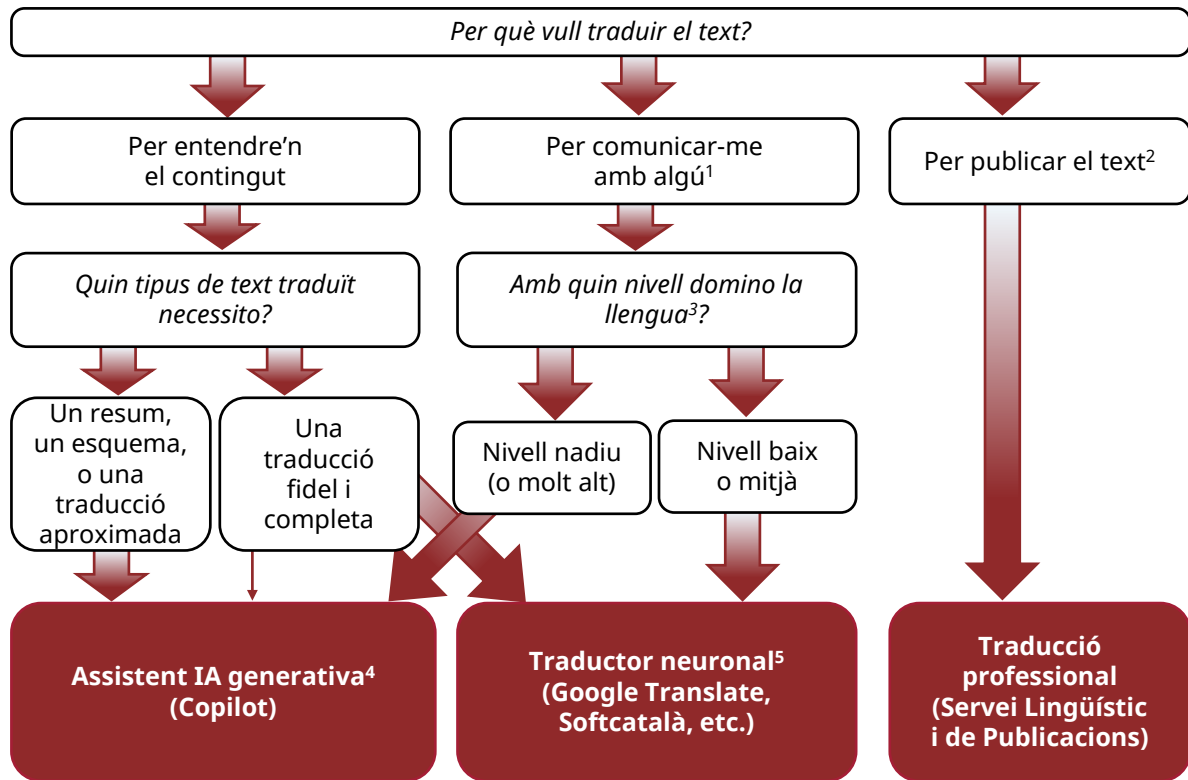 Per què vull traduir el text?
Per entendre’n
el contingut
Per comunicar-me
amb algú¹
Per publicar el text²
Quin tipus de text traduït
necessito?
Amb quin nivell domino la
llengua³?
Un resum,
un esquema,
o una
traducció
aproximada
Una
traducció
fidel i
completa
Nivell nadiu
(o molt alt)
Nivell baix
o mitjà
Assistent IA generativa⁴
(Copilot)
Traductor neuronal⁵
(Google Translate,
Softcatalà, etc.)
Traducció
professional
(Servei Lingüístic
i de Publicacions)